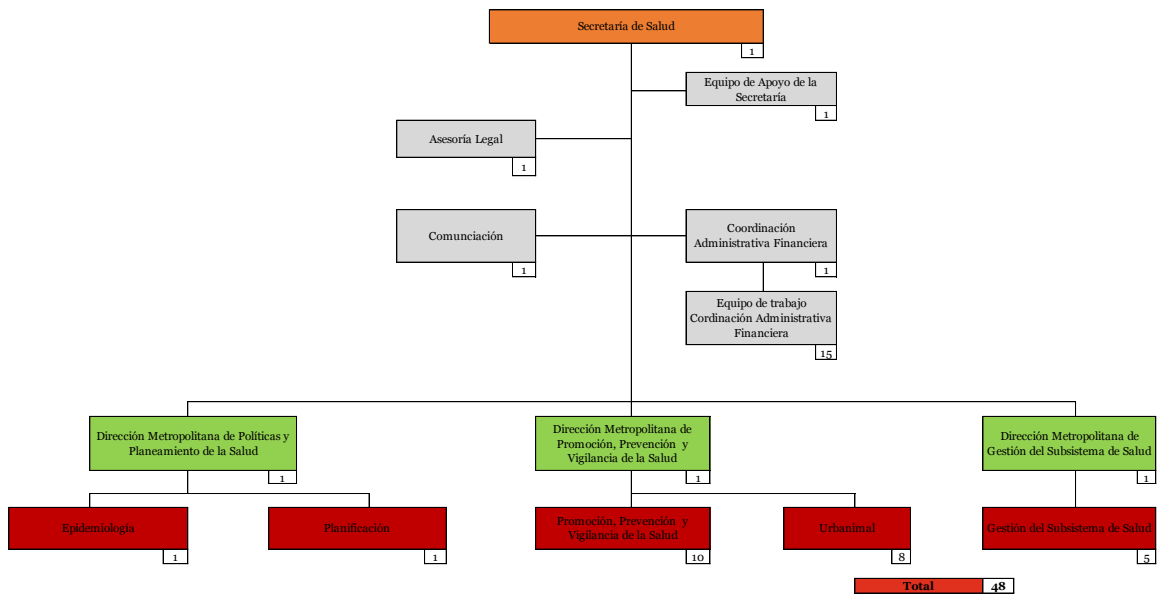 Secretaría de Salud
1
Equipo de Apoyo de la
Secretaría
1
Asesoría Legal
1
Comunciación
1
Coordinación
Administrativa Financiera
1
Equipo de trabajo
Cordinación Administrativa
Financiera
15
Dirección Metropolitana de Políticas y
Planeamiento de la Salud
1
Dirección Metropolitana de
Promoción, Prevención y
Vigilancia de la Salud
1
Dirección Metropolitana de
Gestión del Subsistema de Salud
1
Epidemiología
1
Planificación
1
Promoción, Prevención y
Vigilancia de la Salud
10
Urbanimal
8
Gestión del Subsistema de Salud
5
Total 48